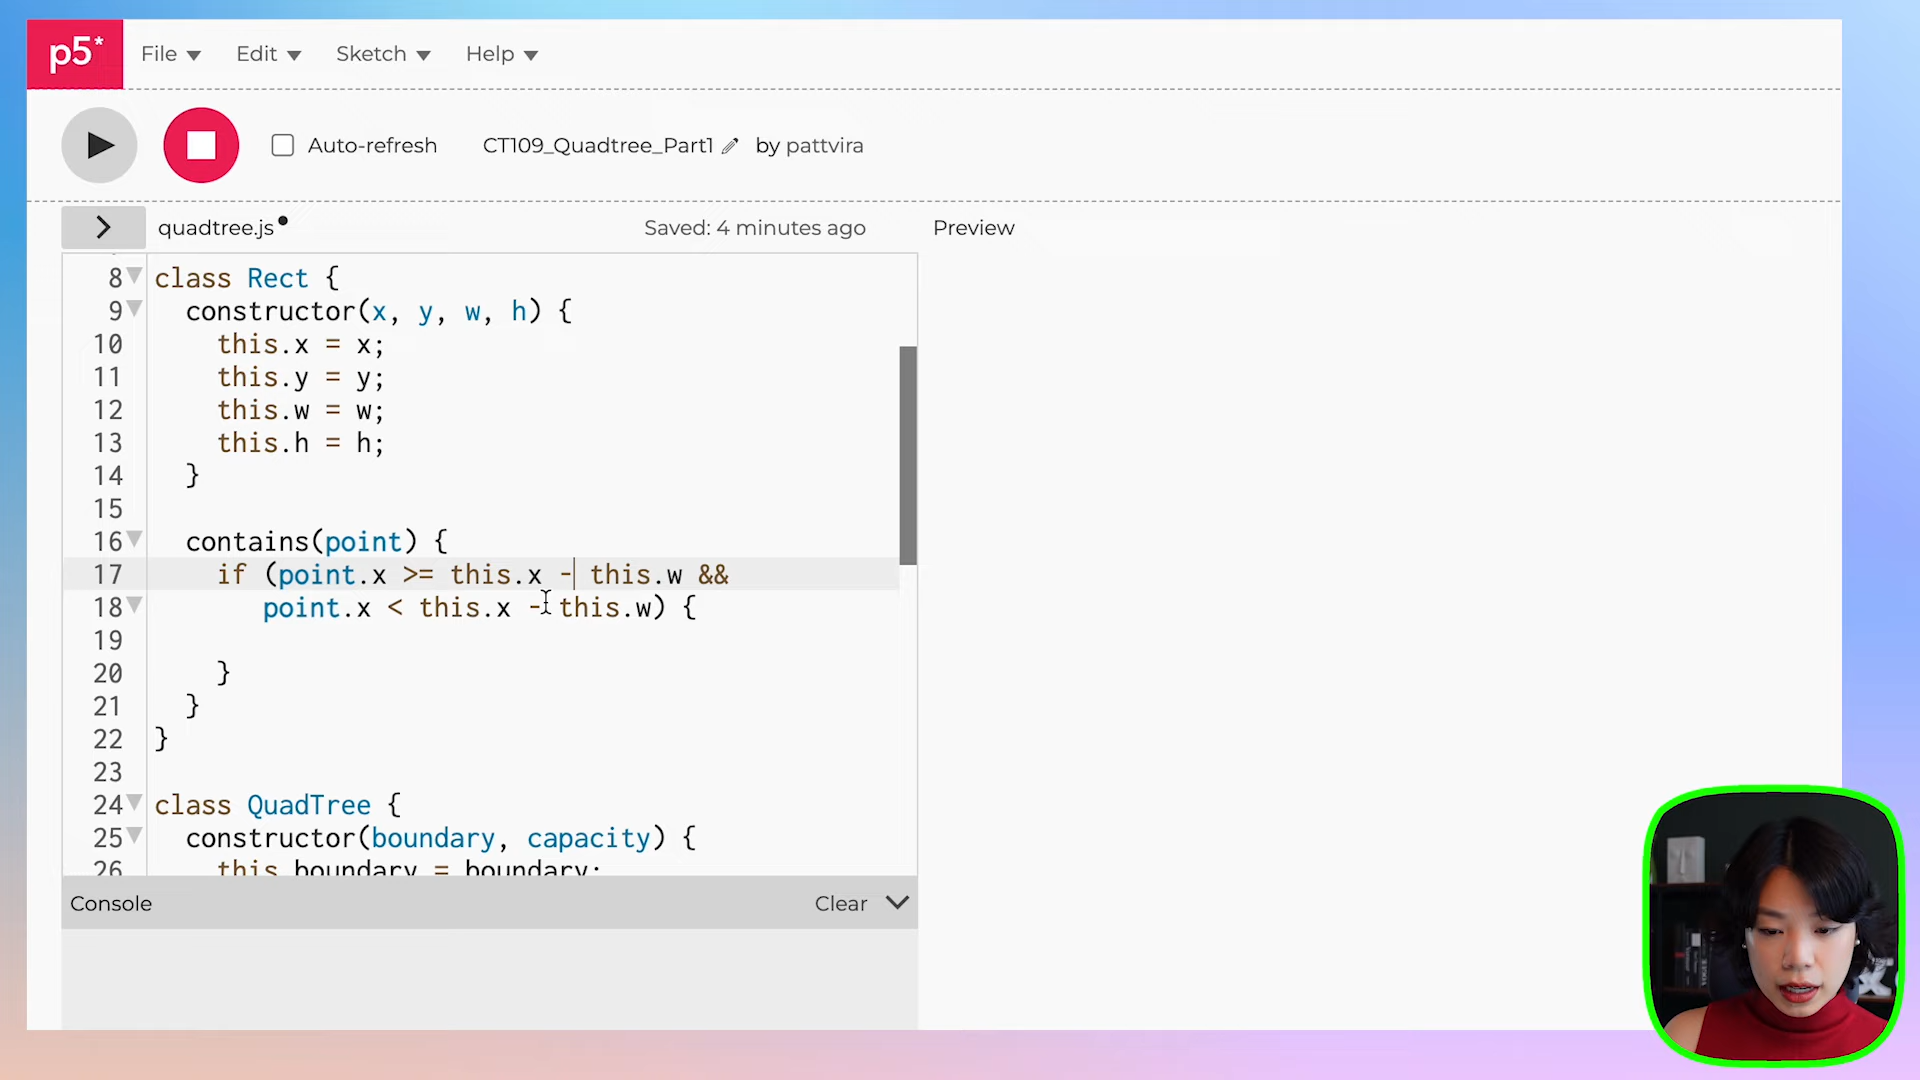 p5*
File Edit Sketch Help
Auto-refresh CT109_Quadtree_Part1 by pattvira
quadtree.js Saved: 4 minutes ago Preview
8 class Rect {
9 constructor(x, y, w, h) {
10 this.x = x;
11 this.y = y;
12 this.w = w;
13 this.h = h;
14 }
15
16 contains(point) {
17 if (point.x >= this.x - this.w &&
18 point.x < this.x - this.w) {
19
20 }
21 }
22 }
23
24 class QuadTree {
25 constructor(boundary, capacity) {
26 this.boundary = boundary;
Console Clear